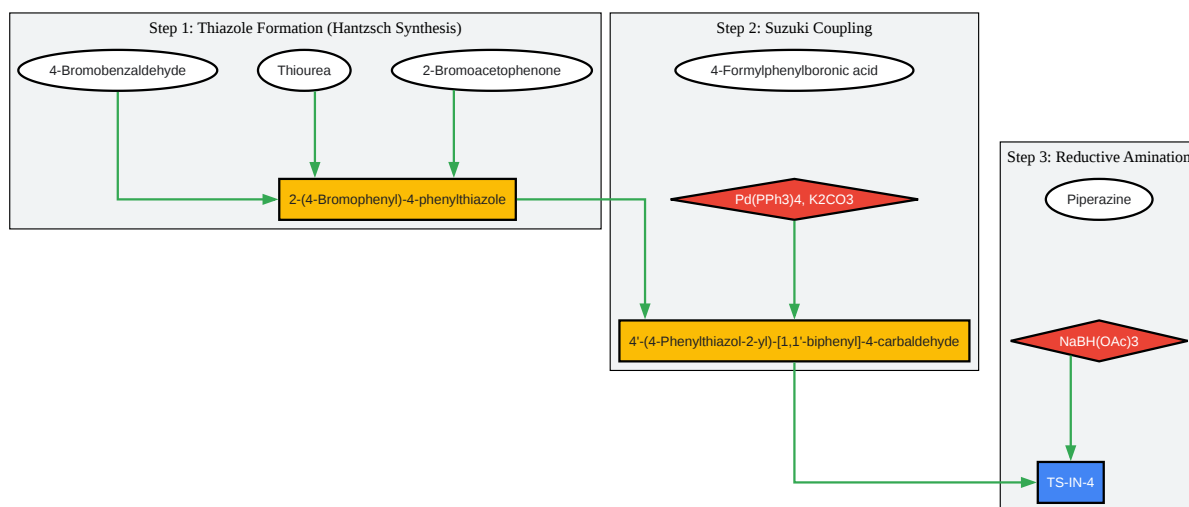 Step 1: Thiazole Formation (Hantzsch Synthesis)
4-Bromobenzaldehyde
Thiourea
2-Bromoacetophenone
2-(4-Bromophenyl)-4-phenylthiazole
Step 2: Suzuki Coupling
4-Formylphenylboronic acid
Pd(PPh3)4, K2CO3
4'-(4-Phenylthiazol-2-yl)-[1,1'-biphenyl]-4-carbaldehyde
Step 3: Reductive Amination
Piperazine
NaBH(OAc)3
TS-IN-4